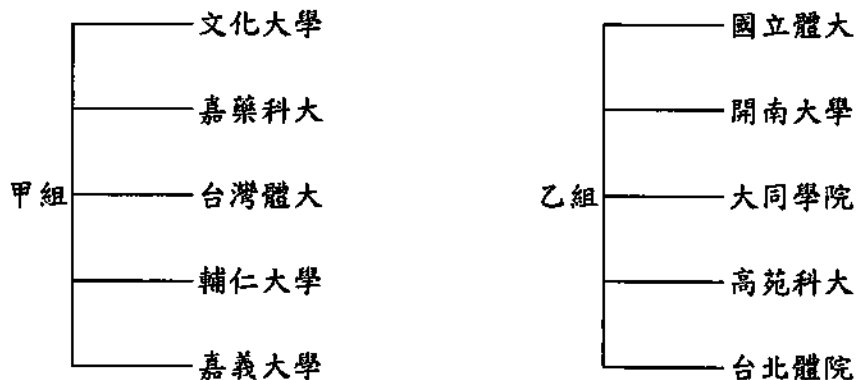 文化大學
嘉藥科大
甲組
台灣體大
輔仁大學
嘉義大學
國立體大
開南大學
乙組
大同學院
高苑科大
台北體院